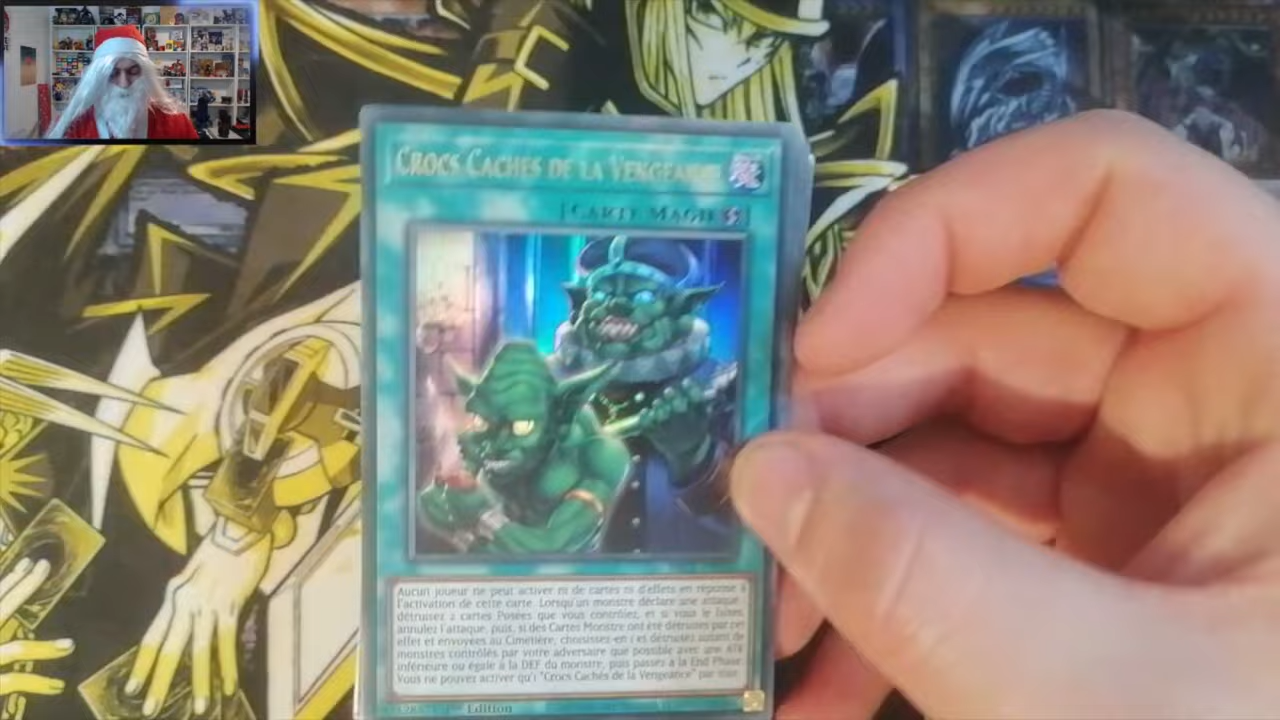 CROCS CACHÉS DE LA VENGEANCE
[CARTE MAGIE]
Aucun joueur ne peut activer ni de cartes ni d'effets en réponse à
l'activation de cette carte. Lorsqu'un monstre déclare une attaque :
détruisez 2 cartes Posées que vous contrôlez, et si vous le faites,
annulez l'attaque, puis, si des Cartes Monstre ont été détruites par cet
effet et envoyées au Cimetière, choisissez-en 1 et détruisez autant de
monstres contrôlés par votre adversaire que possible avec une ATK
inférieure ou égale à la DEF du monstre, puis passez à la End Phase.
Vous ne pouvez activer qu'1 "Crocs Cachés de la Vengeance" par tour.
Edition